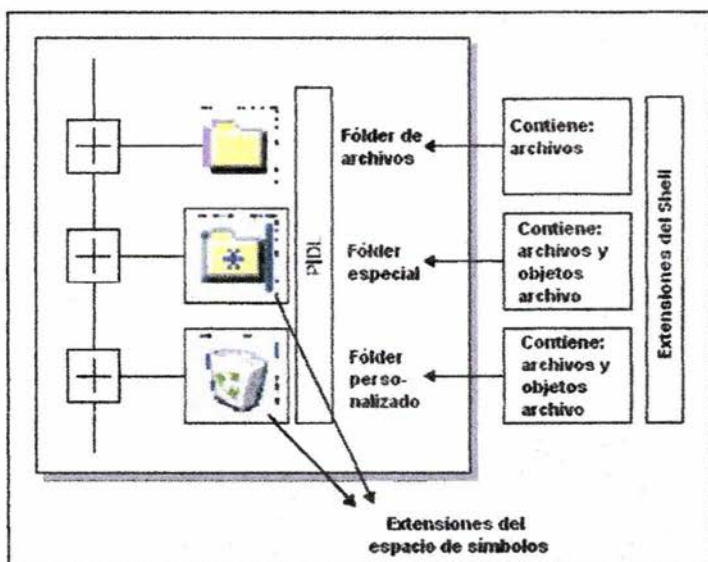 Fólder de
archivos
Contiene:
archivos
PIDL
Fólder
especial
Contiene:
archivos y
objetos
archivo
Extensiones del Shell
Fólder
perso-
nalizado
Contiene:
archivos y
objetos
archivo
Extensiones del
espacio de símbolos